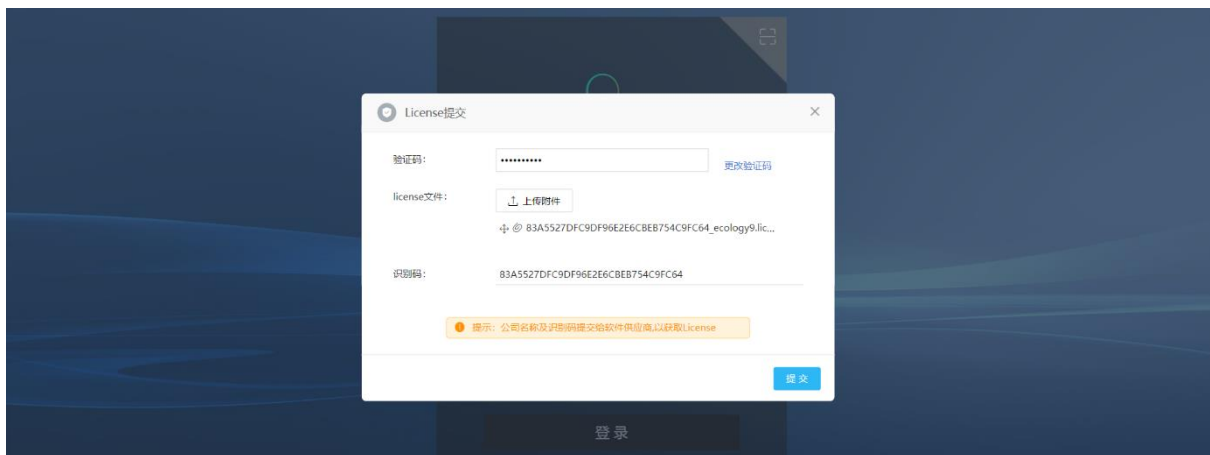 License提交
验证码：
••••••••••
更改验证码
license文件：
上传附件
83A5527DFC9DF96E2E6CBEB754C9FC64_ecology9.lic...
识别码：
83A5527DFC9DF96E2E6CBEB754C9FC64
提示：公司名称及识别码提交给软件供应商,以获取License
提交
登录